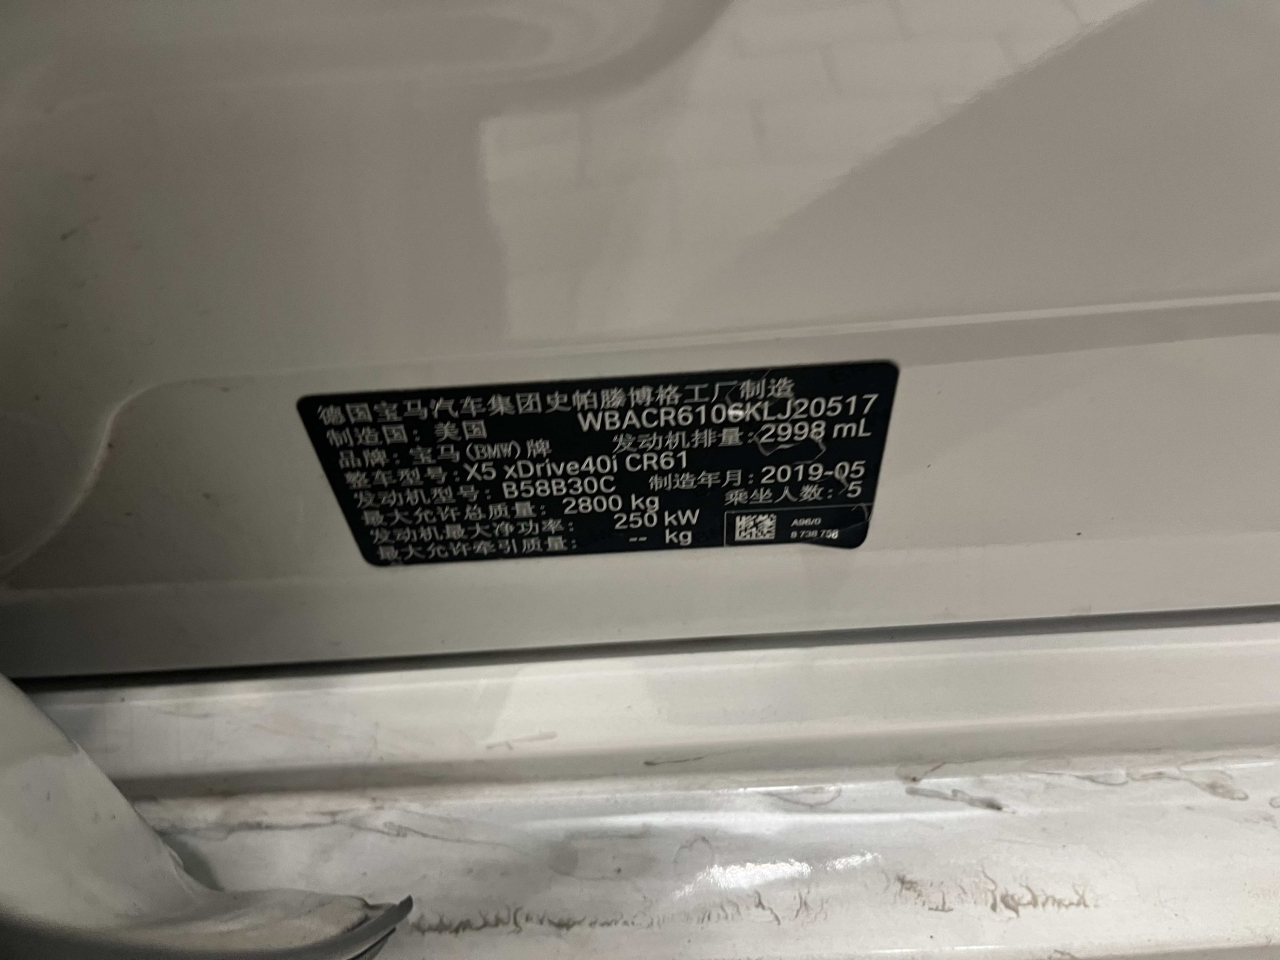 德国宝马汽车集团史帕滕博格工厂制造
制造国: 美国 WBACR6106KLJ20517
品牌: 宝马(BMW)牌 发动机排量: 2998 mL
整车型号: X5 xDrive40i CR61
发动机型号: B58B30C 制造年月: 2019-05
最大允许总质量: 2800 kg 乘坐人数: 5
发动机最大净功率: 250 kW
最大允许牵引质量: -- kg
A96/0
8 738 738